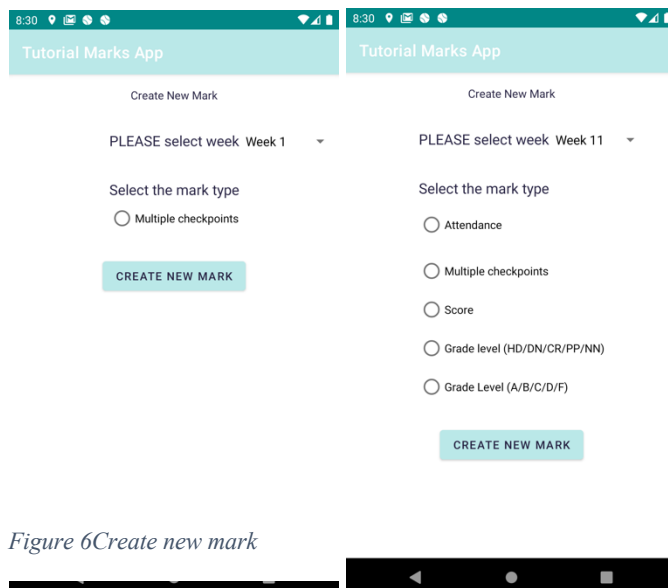 8:30
Tutorial Marks App
Create New Mark
PLEASE select week Week 1
Select the mark type
Multiple checkpoints
CREATE NEW MARK
Figure 6Create new mark
8:30
Tutorial Marks App
Create New Mark
PLEASE select week Week 11
Select the mark type
Attendance
Multiple checkpoints
Score
Grade level (HD/DN/CR/PP/NN)
Grade Level (A/B/C/D/F)
CREATE NEW MARK